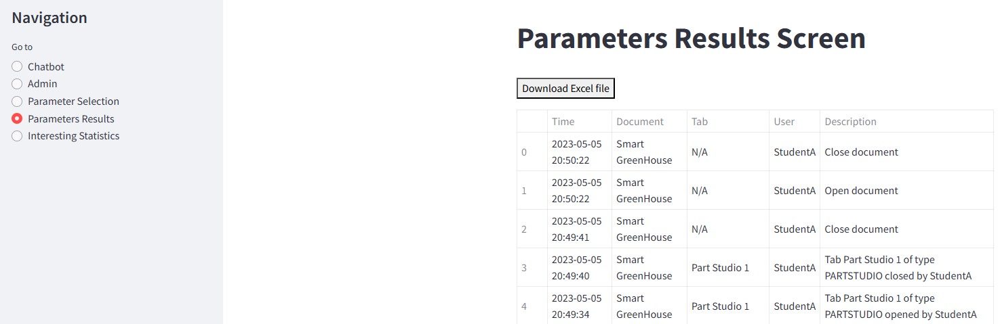 Navigation
Go to
Chatbot
Admin
Parameter Selection
Parameters Results
Interesting Statistics
Parameters Results Screen
Download Excel file
Time Document Tab User Description
0 2023-05-05 20:50:22 Smart GreenHouse N/A StudentA Close document
1 2023-05-05 20:50:22 Smart GreenHouse N/A StudentA Open document
2 2023-05-05 20:49:41 Smart GreenHouse N/A StudentA Close document
3 2023-05-05 20:49:40 Smart GreenHouse Part Studio 1 StudentA Tab Part Studio 1 of type PARTSTUDIO closed by StudentA
4 2023-05-05 20:49:34 Smart GreenHouse Part Studio 1 StudentA Tab Part Studio 1 of type PARTSTUDIO opened by StudentA